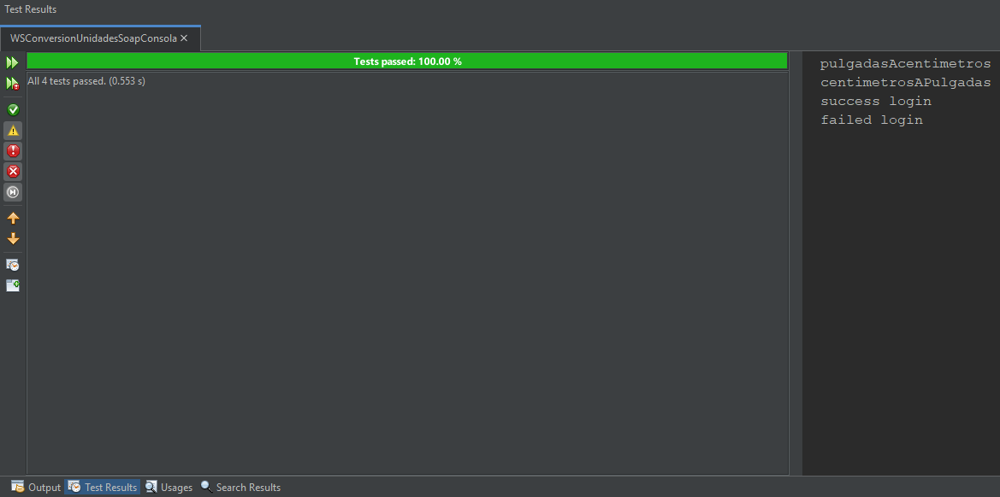 Test Results
WSConversionUnidadesSoapConsola
Tests passed: 100.00 %
All 4 tests passed. (0.553 s)
pulgadasAcentimetros
centimetrosAPulgadas
success login
failed login
Output
Test Results
Usages
Search Results